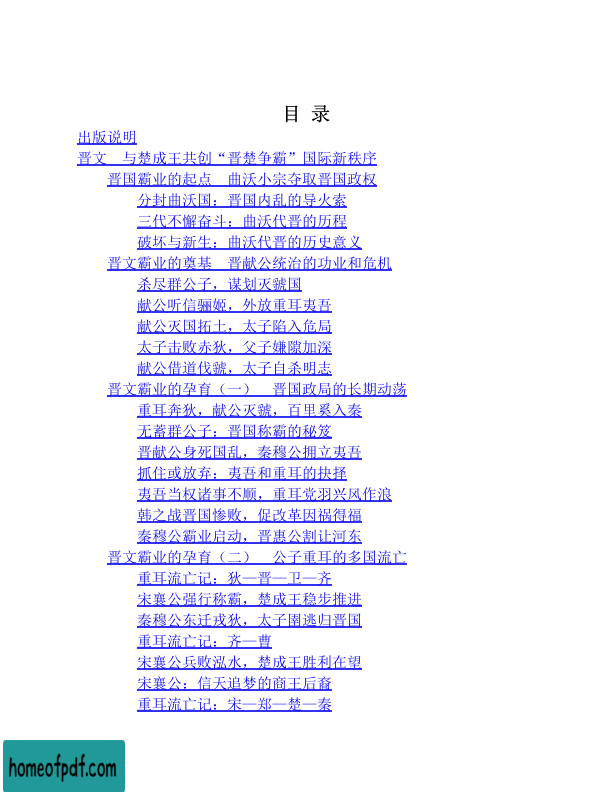 目 录
出版说明
晋文　与楚成王共创“晋楚争霸”国际新秩序
晋国霸业的起点　曲沃小宗夺取晋国政权
分封曲沃国：晋国内乱的导火索
三代不懈奋斗：曲沃代晋的历程
破坏与新生：曲沃代晋的历史意义
晋文霸业的奠基　晋献公统治的功业和危机
杀尽群公子，谋划灭虢国
献公听信骊姬，外放重耳夷吾
献公灭国拓土，太子陷入危局
太子击败赤狄，父子嫌隙加深
献公借道伐虢，太子自杀明志
晋文霸业的孕育（一）　晋国政局的长期动荡
重耳奔狄，献公灭虢，百里奚入秦
无蓄群公子：晋国称霸的秘笈
晋献公身死国乱，秦穆公拥立夷吾
抓住或放弃：夷吾和重耳的抉择
夷吾当权诸事不顺，重耳党羽兴风作浪
韩之战晋国惨败，促改革因祸得福
秦穆公霸业启动，晋惠公割让河东
晋文霸业的孕育（二）　公子重耳的多国流亡
重耳流亡记：狄—晋—卫—齐
宋襄公强行称霸，楚成王稳步推进
秦穆公东迁戎狄，太子圉逃归晋国
重耳流亡记：齐—曹
宋襄公兵败泓水，楚成王胜利在望
宋襄公：信天追梦的商王后裔
重耳流亡记：宋—郑—楚—秦
homeofpdf.com